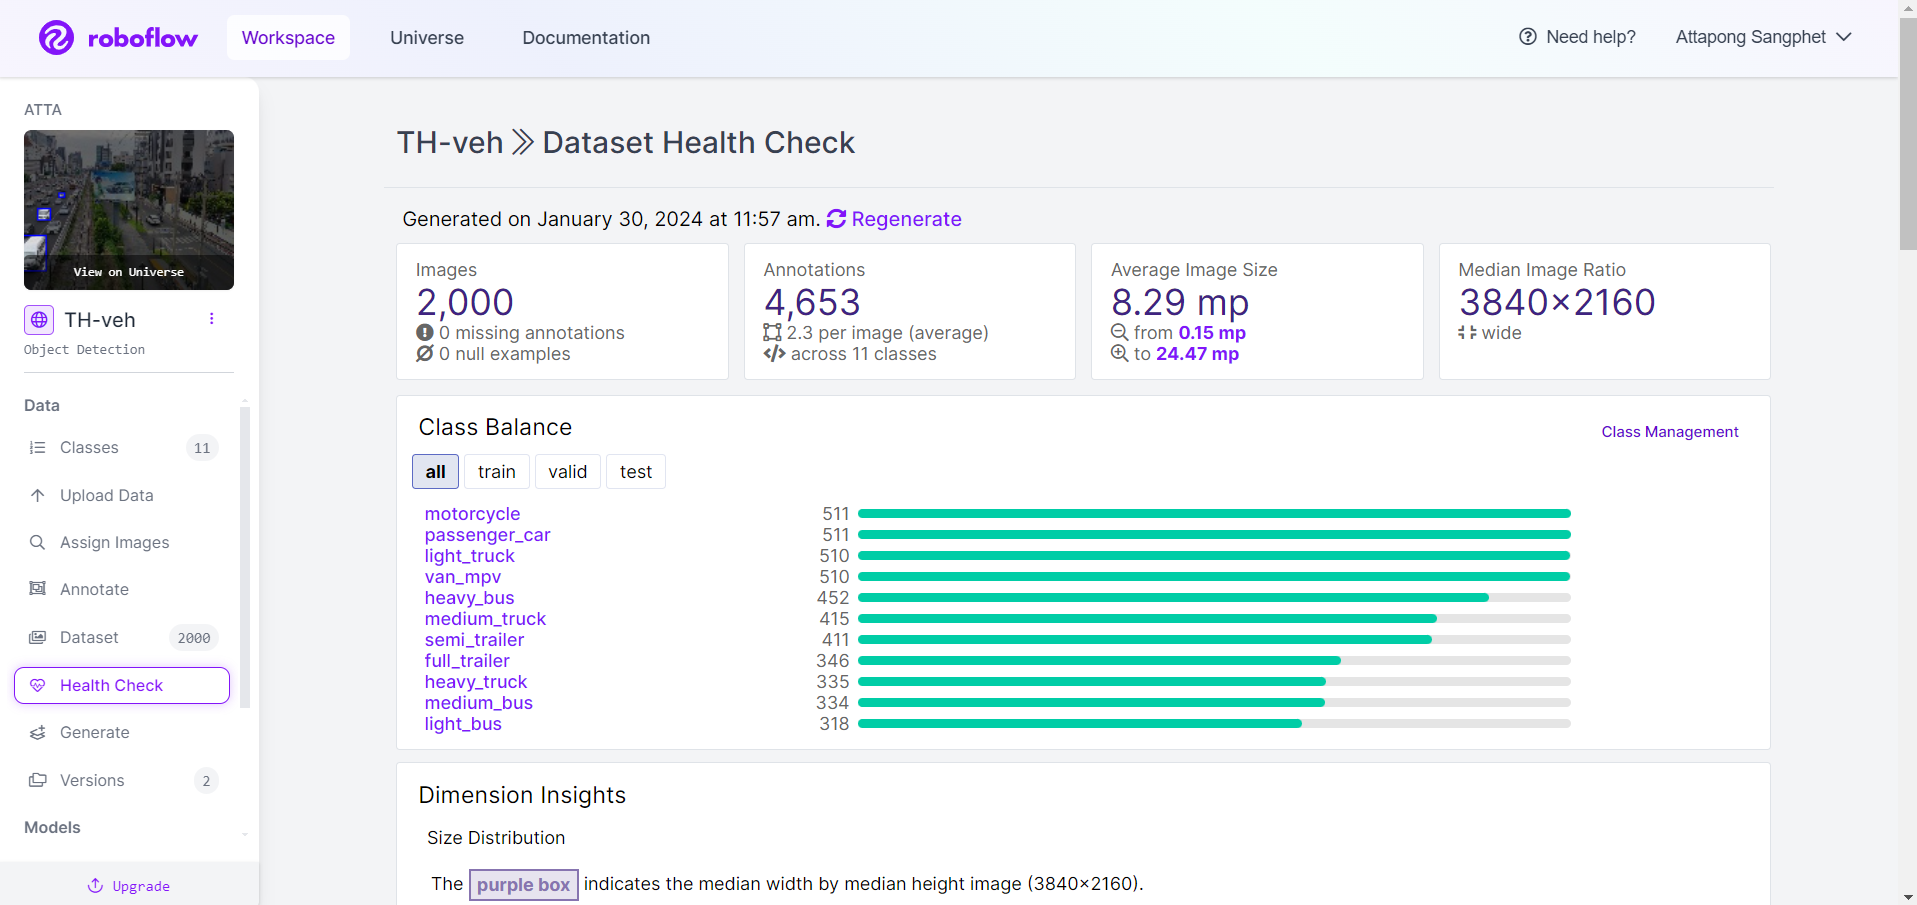 roboflow
Workspace
Universe
Documentation
Need help?
Attapong Sangphet
ATTA
View on Universe
TH-veh
Object Detection
Data
Classes 11
Upload Data
Assign Images
Annotate
Dataset 2000
Health Check
Generate
Versions 2
Models
Upgrade
TH-veh Dataset Health Check
Generated on January 30, 2024 at 11:57 am. Regenerate
Images
2,000
0 missing annotations
0 null examples
Annotations
4,653
2.3 per image (average)
across 11 classes
Average Image Size
8.29 mp
from 0.15 mp
to 24.47 mp
Median Image Ratio
3840×2160
wide
Class Balance
Class Management
all train valid test
motorcycle 511
passenger_car 511
light_truck 510
van_mpv 510
heavy_bus 452
medium_truck 415
semi_trailer 411
full_trailer 346
heavy_truck 335
medium_bus 334
light_bus 318
Dimension Insights
Size Distribution
The purple box indicates the median width by median height image (3840×2160).